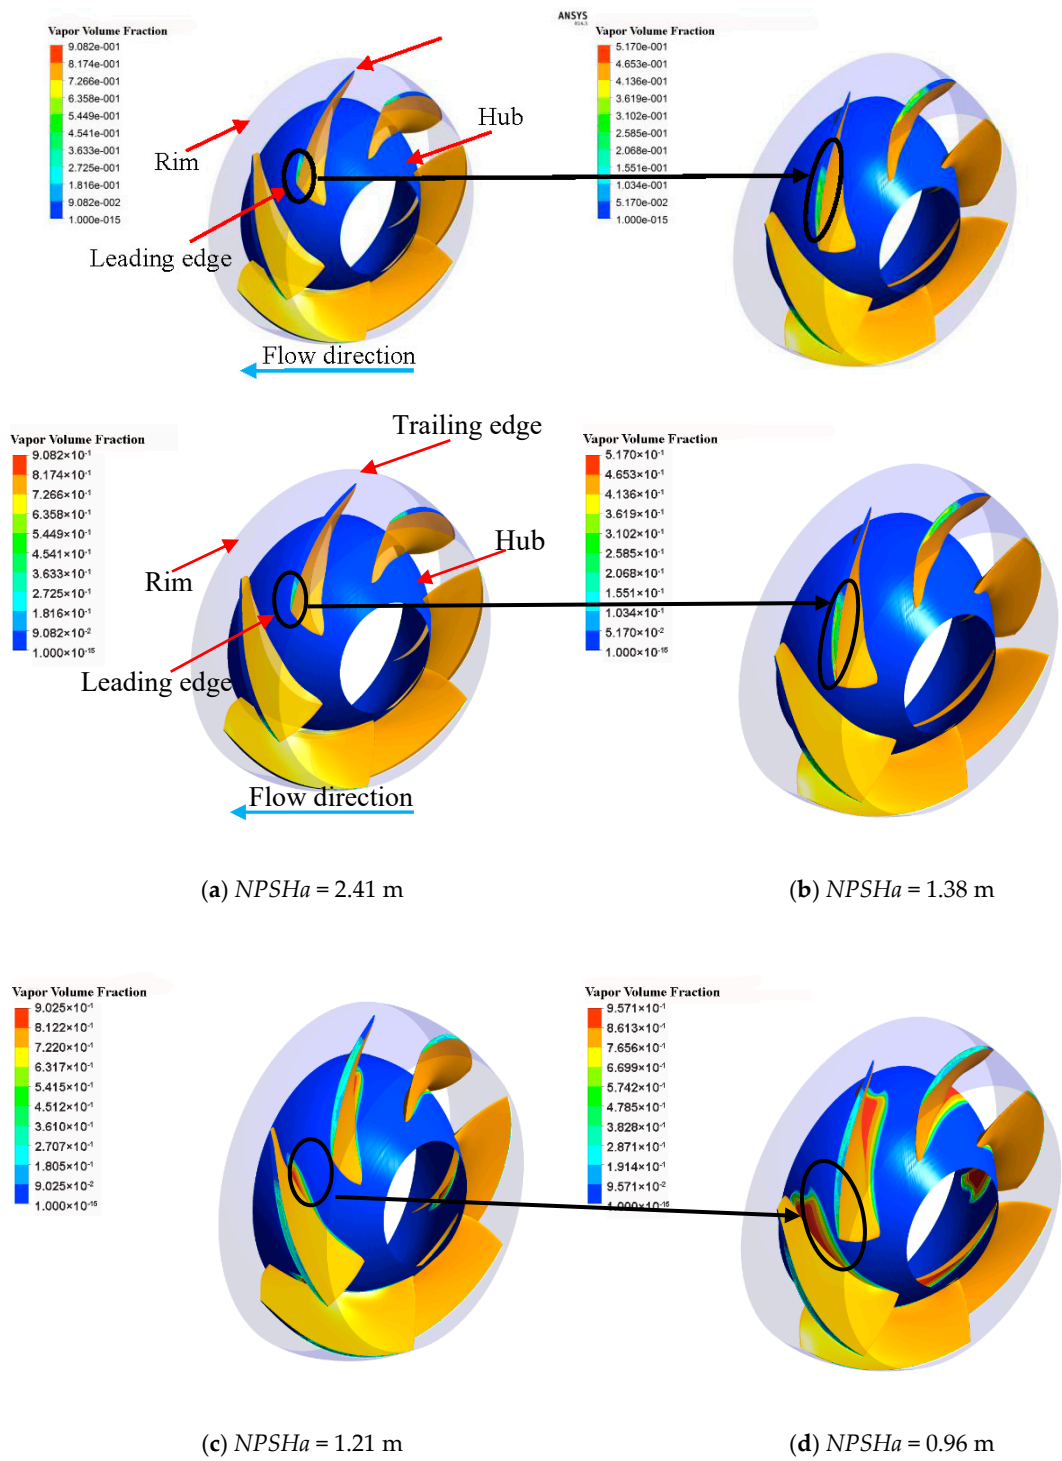 ANSYS
R14.5
Vapor Volume Fraction
9.082e-001
8.174e-001
7.266e-001
6.358e-001
5.449e-001
4.541e-001
3.633e-001
2.725e-001
1.816e-001
9.082e-002
1.000e-015
Rim
Hub
Leading edge
Flow direction
Vapor Volume Fraction
5.170e-001
4.653e-001
4.136e-001
3.619e-001
3.102e-001
2.585e-001
2.068e-001
1.551e-001
1.034e-001
5.170e-002
1.000e-015
Vapor Volume Fraction
9.082×10⁻¹
8.174×10⁻¹
7.266×10⁻¹
6.358×10⁻¹
5.449×10⁻¹
4.541×10⁻¹
3.633×10⁻¹
2.725×10⁻¹
1.816×10⁻¹
9.082×10⁻²
1.000×10⁻¹⁵
Trailing edge
Rim
Hub
Leading edge
Flow direction
Vapor Volume Fraction
5.170×10⁻¹
4.653×10⁻¹
4.136×10⁻¹
3.619×10⁻¹
3.102×10⁻¹
2.585×10⁻¹
2.068×10⁻¹
1.551×10⁻¹
1.034×10⁻¹
5.170×10⁻²
1.000×10⁻¹⁵
(a) NPSHa = 2.41 m
(b) NPSHa = 1.38 m
Vapor Volume Fraction
9.025×10⁻¹
8.122×10⁻¹
7.220×10⁻¹
6.317×10⁻¹
5.415×10⁻¹
4.512×10⁻¹
3.610×10⁻¹
2.707×10⁻¹
1.805×10⁻¹
9.025×10⁻²
1.000×10⁻¹⁵
Vapor Volume Fraction
9.571×10⁻¹
8.613×10⁻¹
7.656×10⁻¹
6.699×10⁻¹
5.742×10⁻¹
4.785×10⁻¹
3.828×10⁻¹
2.871×10⁻¹
1.914×10⁻¹
9.571×10⁻²
1.000×10⁻¹⁵
(c) NPSHa = 1.21 m
(d) NPSHa = 0.96 m